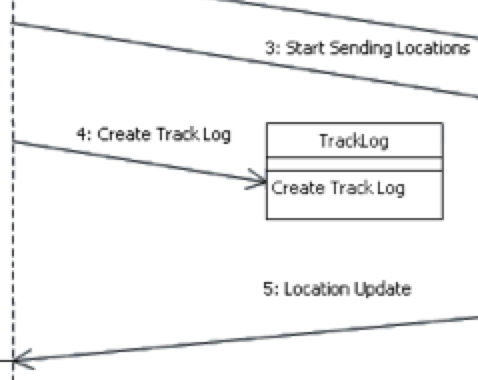 3: Start Sending Locations
4: Create Track Log
TrackLog
Create Track Log
5: Location Update